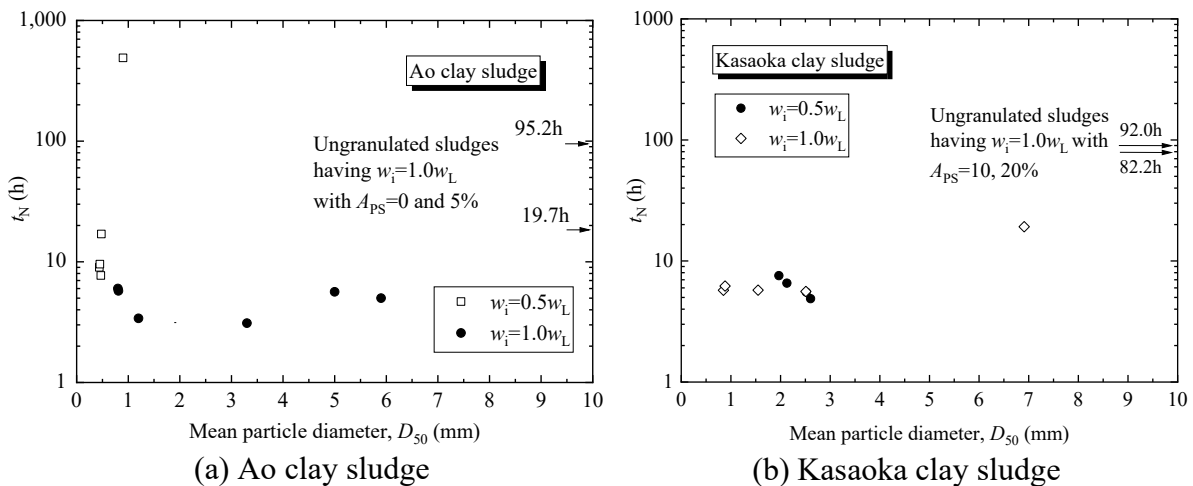 1,000
100
10
1
t_N (h)
Ao clay sludge
95.2h
Ungranulated sludges
having w_i=1.0w_L
with A_PS=0 and 5%
19.7h
w_i=0.5w_L
w_i=1.0w_L
0 1 2 3 4 5 6 7 8 9 10
Mean particle diameter, D_50 (mm)
(a) Ao clay sludge
1000
100
10
1
t_N (h)
Kasaoka clay sludge
w_i=0.5w_L
w_i=1.0w_L
Ungranulated sludges
having w_i=1.0w_L with
A_PS=10, 20%
92.0h
82.2h
0 1 2 3 4 5 6 7 8 9 10
Mean particle diameter, D_50 (mm)
(b) Kasaoka clay sludge